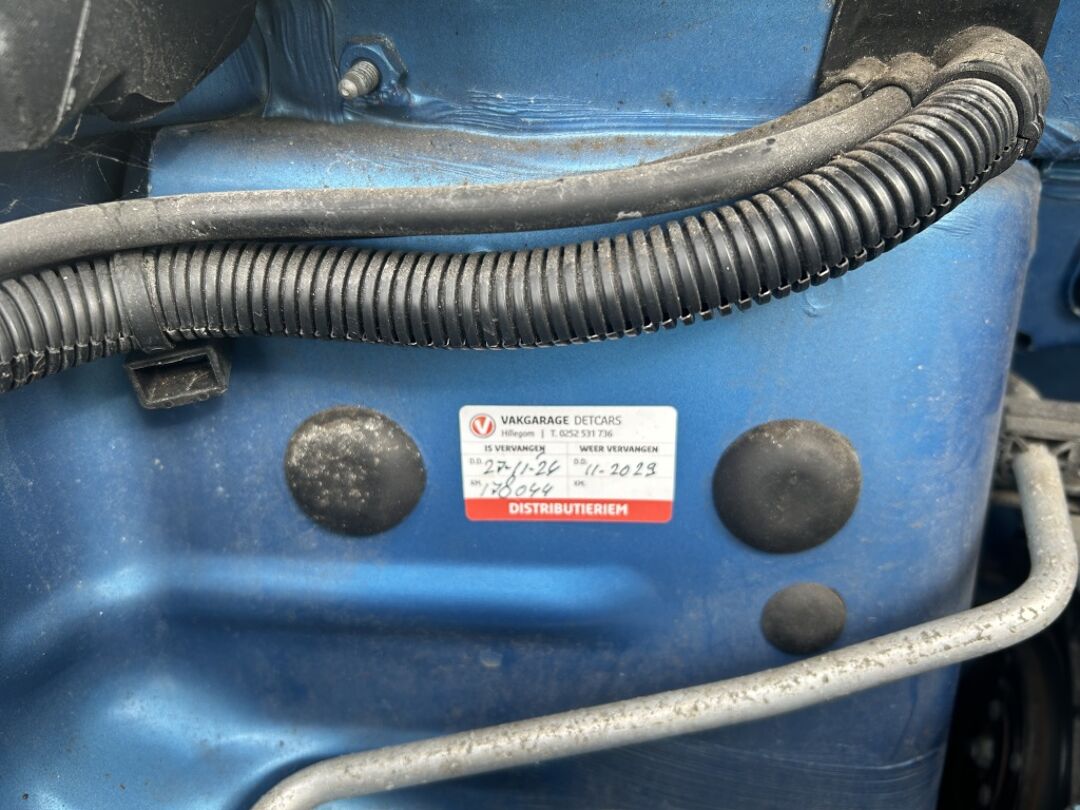 VAKGARAGE DETCARS
Hillegom | T. 0252 531 736
IS VERVANGEN WEER VERVANGEN
D.D. 27-11-24 D.D. 11-2029
KM. 178044 KM.
DISTRIBUTIERIEM